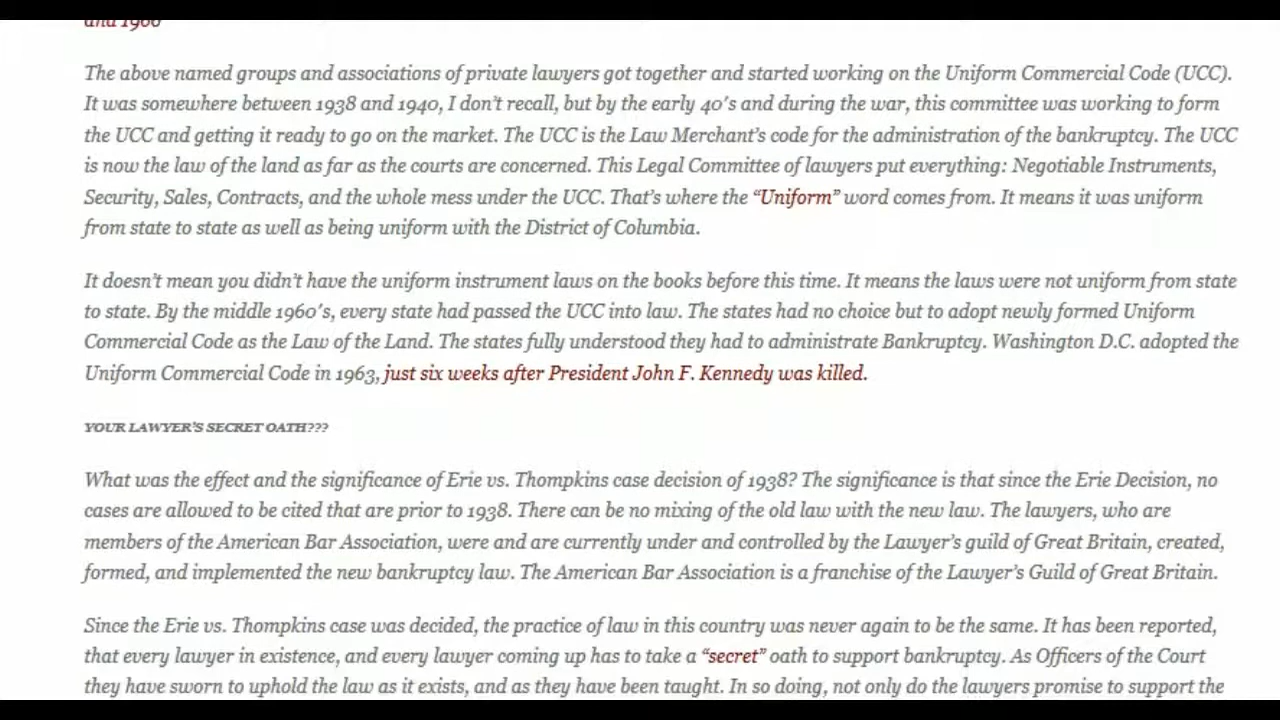 and 1960
The above named groups and associations of private lawyers got together and started working on the Uniform Commercial Code (UCC).
It was somewhere between 1938 and 1940, I don't recall, but by the early 40's and during the war, this committee was working to form
the UCC and getting it ready to go on the market. The UCC is the Law Merchant's code for the administration of the bankruptcy. The UCC
is now the law of the land as far as the courts are concerned. This Legal Committee of lawyers put everything: Negotiable Instruments,
Security, Sales, Contracts, and the whole mess under the UCC. That's where the “Uniform” word comes from. It means it was uniform
from state to state as well as being uniform with the District of Columbia.
It doesn't mean you didn't have the uniform instrument laws on the books before this time. It means the laws were not uniform from state
to state. By the middle 1960's, every state had passed the UCC into law. The states had no choice but to adopt newly formed Uniform
Commercial Code as the Law of the Land. The states fully understood they had to administrate Bankruptcy. Washington D.C. adopted the
Uniform Commercial Code in 1963, just six weeks after President John F. Kennedy was killed.
YOUR LAWYER'S SECRET OATH???
What was the effect and the significance of Erie vs. Thompkins case decision of 1938? The significance is that since the Erie Decision, no
cases are allowed to be cited that are prior to 1938. There can be no mixing of the old law with the new law. The lawyers, who are
members of the American Bar Association, were and are currently under and controlled by the Lawyer's guild of Great Britain, created,
formed, and implemented the new bankruptcy law. The American Bar Association is a franchise of the Lawyer's Guild of Great Britain.
Since the Erie vs. Thompkins case was decided, the practice of law in this country was never again to be the same. It has been reported,
that every lawyer in existence, and every lawyer coming up has to take a “secret” oath to support bankruptcy. As Officers of the Court
they have sworn to uphold the law as it exists, and as they have been taught. In so doing, not only do the lawyers promise to support the